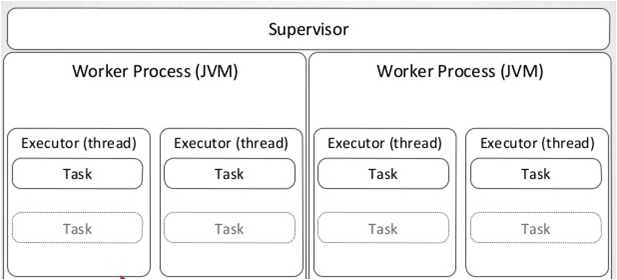 Supervisor
Worker Process (JVM)
Worker Process (JVM)
Executor (thread)
Executor (thread)
Executor (thread)
Executor (thread)
Task
Task
Task
Task
Task
Task
Task
Task